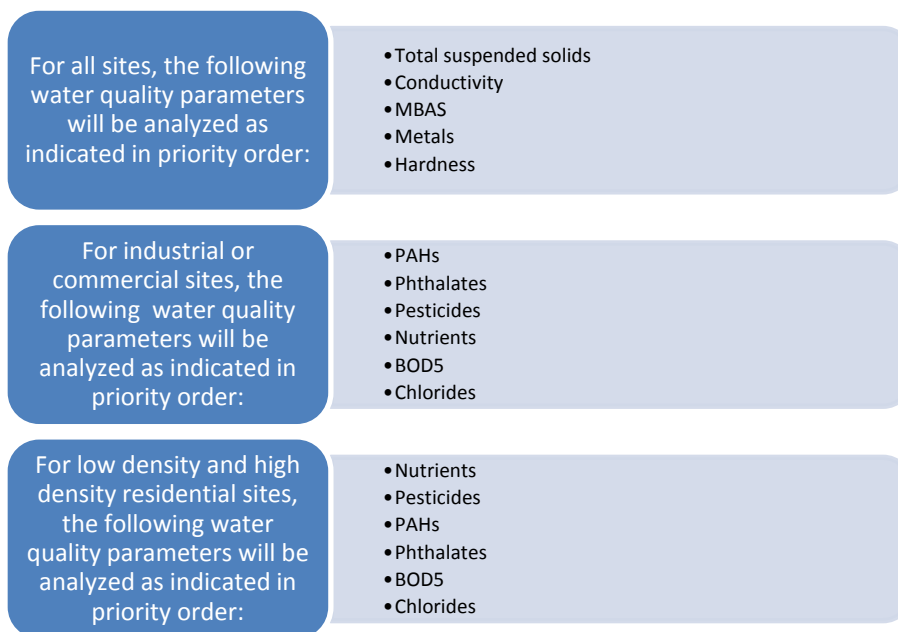 For all sites, the following
water quality parameters
will be analyzed as
indicated in priority order:
•Total suspended solids
•Conductivity
•MBAS
•Metals
•Hardness
For industrial or
commercial sites, the
following  water quality
parameters will be
analyzed as indicated in
priority order:
•PAHs
•Phthalates
•Pesticides
•Nutrients
•BOD5
•Chlorides
For low density and high
density residential sites,
the following water
quality parameters will be
analyzed as indicated in
priority order:
•Nutrients
•Pesticides
•PAHs
•Phthalates
•BOD5
•Chlorides